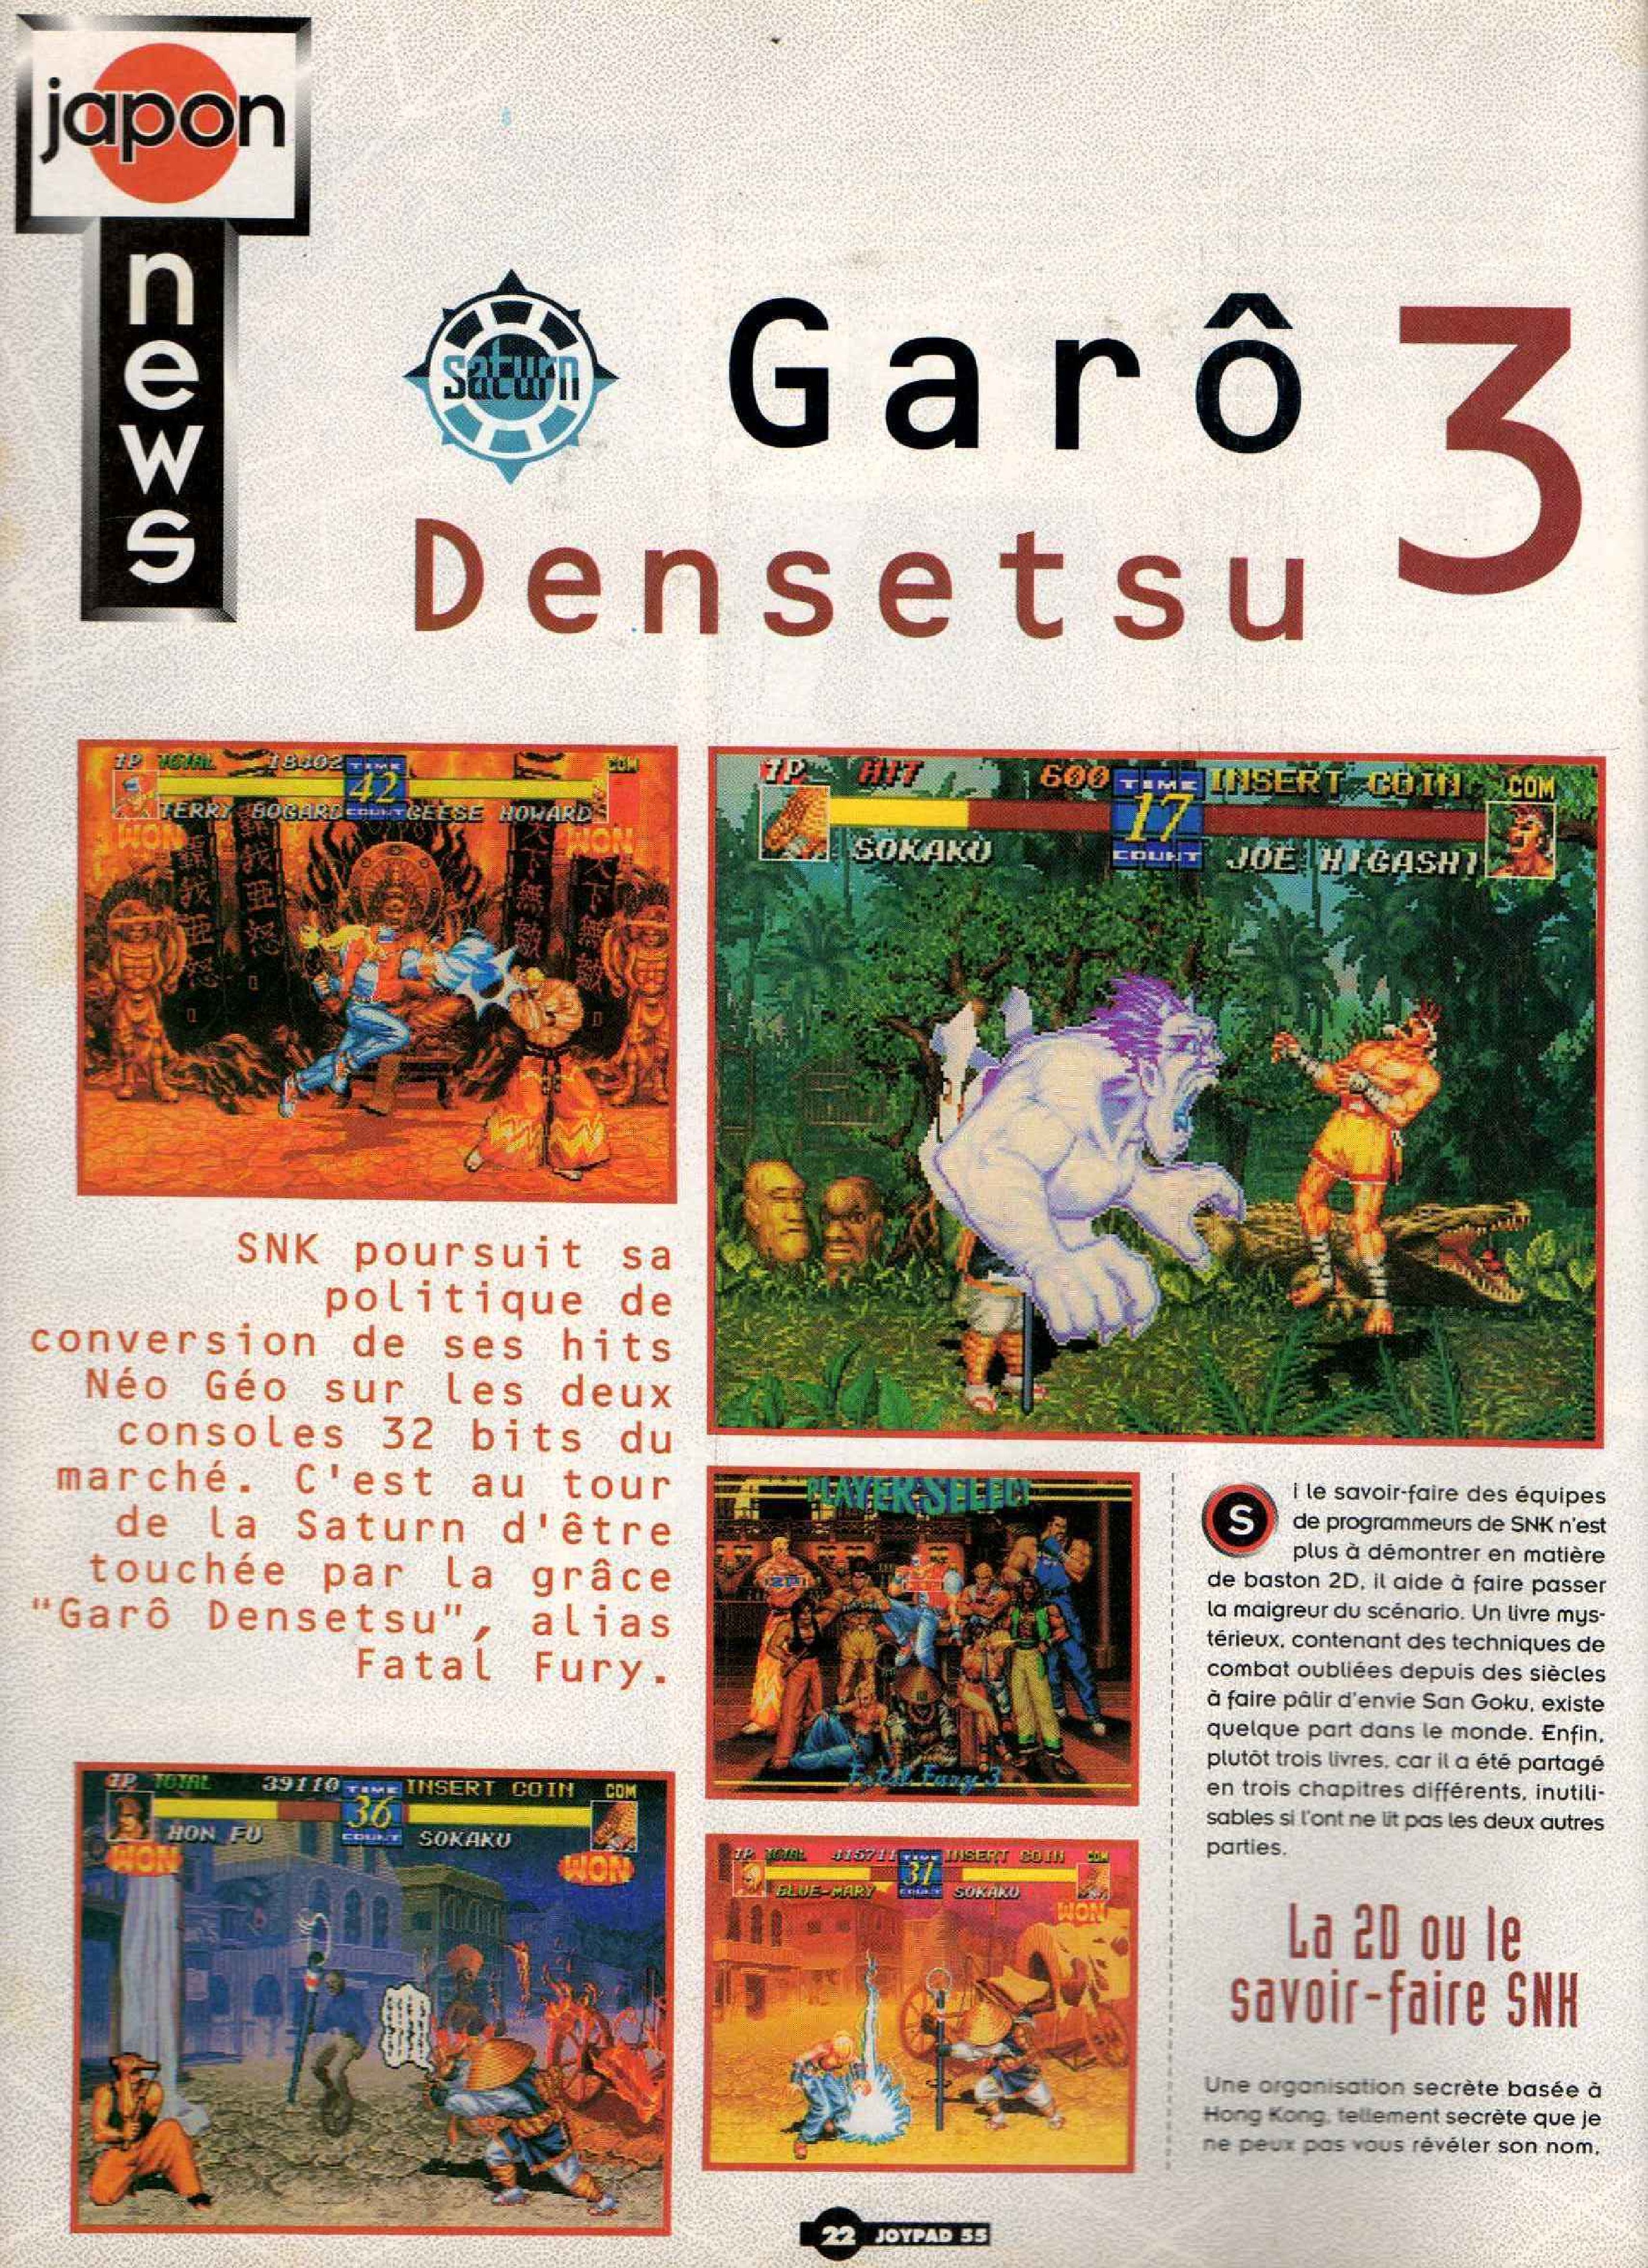 japon
news
saturn
Garô
Densetsu
3
1P TOTAL 18402 TIME COM
42
TERRY BOGARD COUNT GEESE HOWARD
WON WON
1P HIT 600 TIME INSERT COIN COM
17
SOKAKU COUNT JOE HIGASHI
SNK poursuit sa
politique de
conversion de ses hits
Néo Géo sur les deux
consoles 32 bits du
marché. C'est au tour
de la Saturn d'être
touchée par la grâce
"Garô Densetsu", alias
Fatal Fury.
PLAYER SELECT
Fatal Fury 3
1P TOTAL 39110 TIME INSERT COIN COM
36
HON FU COUNT SOKAKU
WON WON
1P TOTAL TIME INSERT COIN COM
31
BLUE-MARY COUNT SOKAKU
WON
Si le savoir-faire des équipes
de programmeurs de SNK n'est
plus à démontrer en matière
de baston 2D, il aide à faire passer
la maigreur du scénario. Un livre mys-
térieux, contenant des techniques de
combat oubliées depuis des siècles
à faire pâlir d'envie San Goku, existe
quelque part dans le monde. Enfin,
plutôt trois livres, car il a été partagé
en trois chapitres différents, inutili-
sables si l'ont ne lit pas les deux autres
parties.
La 2D ou le
savoir-faire SNK
Une organisation secrète basée à
Hong Kong, tellement secrète que je
ne peux pas vous révéler son nom,
22 JOYPAD 55